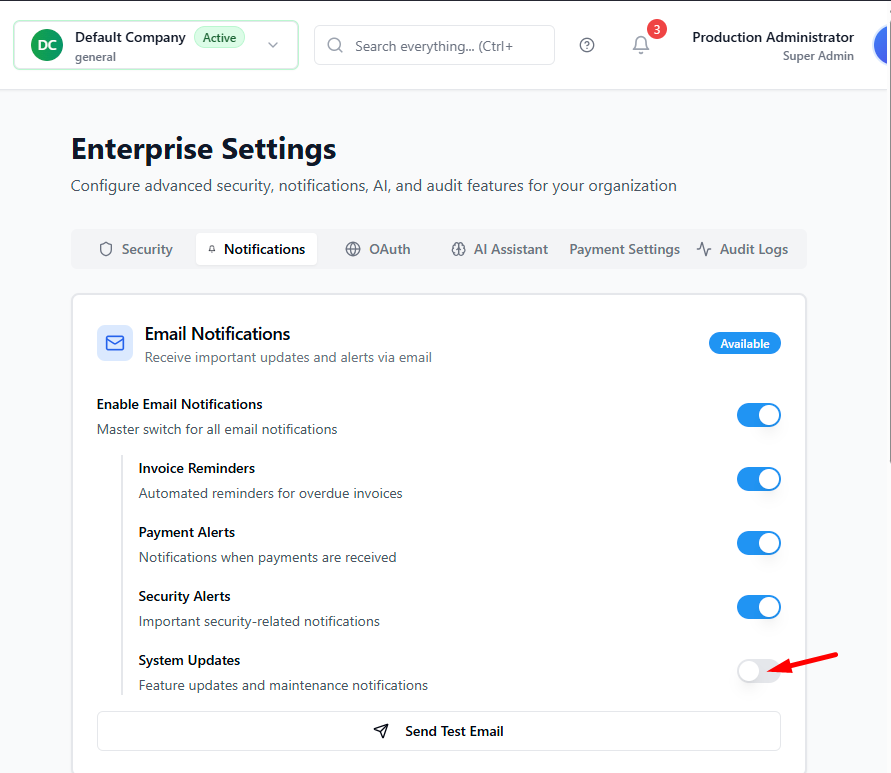 DC
Default Company
Active
general
Search everything... (Ctrl+
3
Production Administrator
Super Admin
Enterprise Settings
Configure advanced security, notifications, AI, and audit features for your organization
Security
Notifications
OAuth
AI Assistant
Payment Settings
Audit Logs
Email Notifications
Receive important updates and alerts via email
Available
Enable Email Notifications
Master switch for all email notifications
Invoice Reminders
Automated reminders for overdue invoices
Payment Alerts
Notifications when payments are received
Security Alerts
Important security-related notifications
System Updates
Feature updates and maintenance notifications
Send Test Email